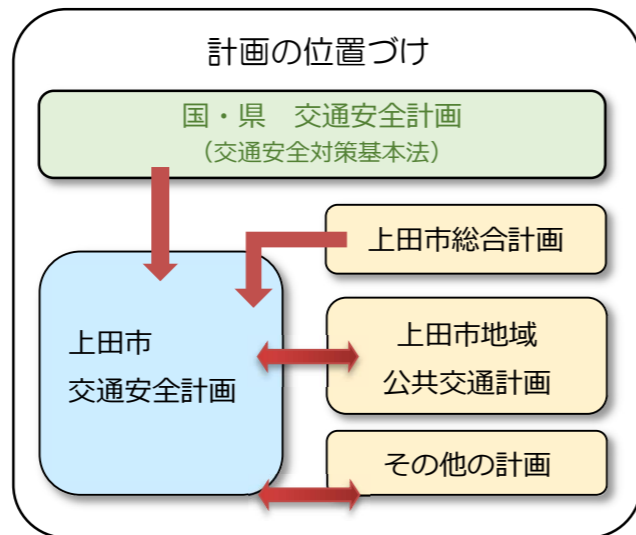 計画の位置づけ
国・県　交通安全計画
（交通安全対策基本法）
上田市総合計画
上田市
交通安全計画
上田市地域
公共交通計画
その他の計画